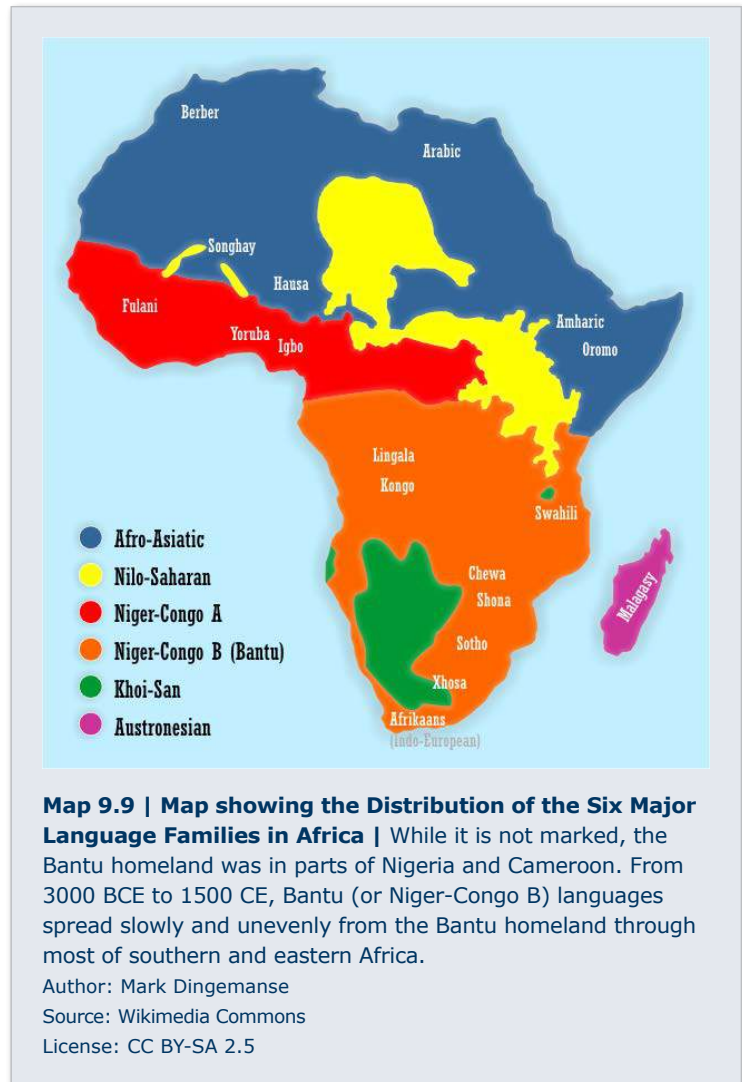 Berber
Arabic
Songhay
Hausa
Fulani
Yoruba
Igbo
Amharic
Oromo
Lingala
Kongo
Swahili
Chewa
Shona
Sotho
Xhosa
Afrikaans
(Indo-European)
Malagasy
Afro-Asiatic
Nilo-Saharan
Niger-Congo A
Niger-Congo B (Bantu)
Khoi-San
Austronesian
Map 9.9 | Map showing the Distribution of the Six Major
Language Families in Africa | While it is not marked, the
Bantu homeland was in parts of Nigeria and Cameroon. From
3000 BCE to 1500 CE, Bantu (or Niger-Congo B) languages
spread slowly and unevenly from the Bantu homeland through
most of southern and eastern Africa.
Author: Mark Dingemanse
Source: Wikimedia Commons
License: CC BY-SA 2.5